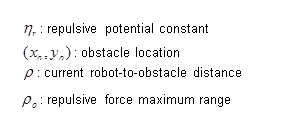 ηr : repulsive potential constant
(xo, yo) : obstacle location
ρ : current robot-to-obstacle distance
ρo : repulsive force maximum range